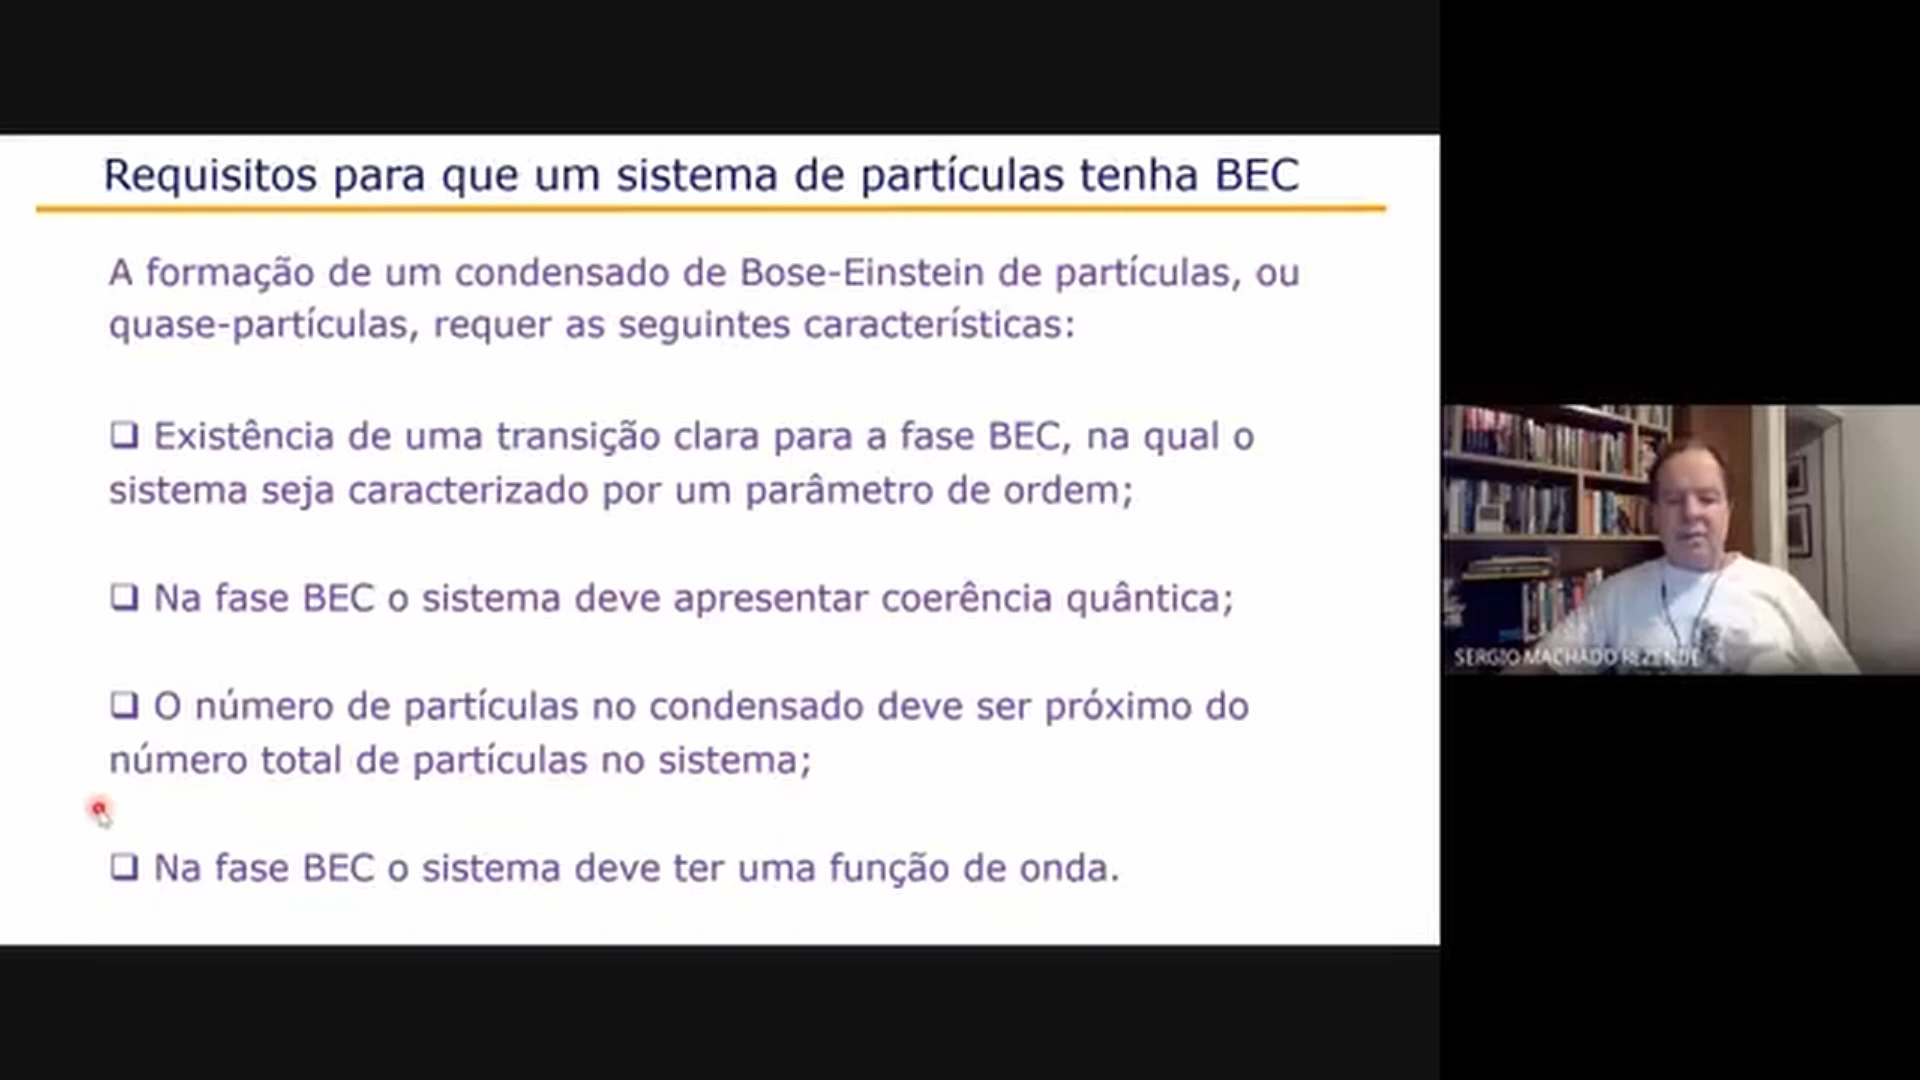 Requisitos para que um sistema de partículas tenha BEC
A formação de um condensado de Bose-Einstein de partículas, ou
quase-partículas, requer as seguintes características:
❑ Existência de uma transição clara para a fase BEC, na qual o
sistema seja caracterizado por um parâmetro de ordem;
❑ Na fase BEC o sistema deve apresentar coerência quântica;
❑ O número de partículas no condensado deve ser próximo do
número total de partículas no sistema;
❑ Na fase BEC o sistema deve ter uma função de onda.
SERGIO MACHADO REZENDE